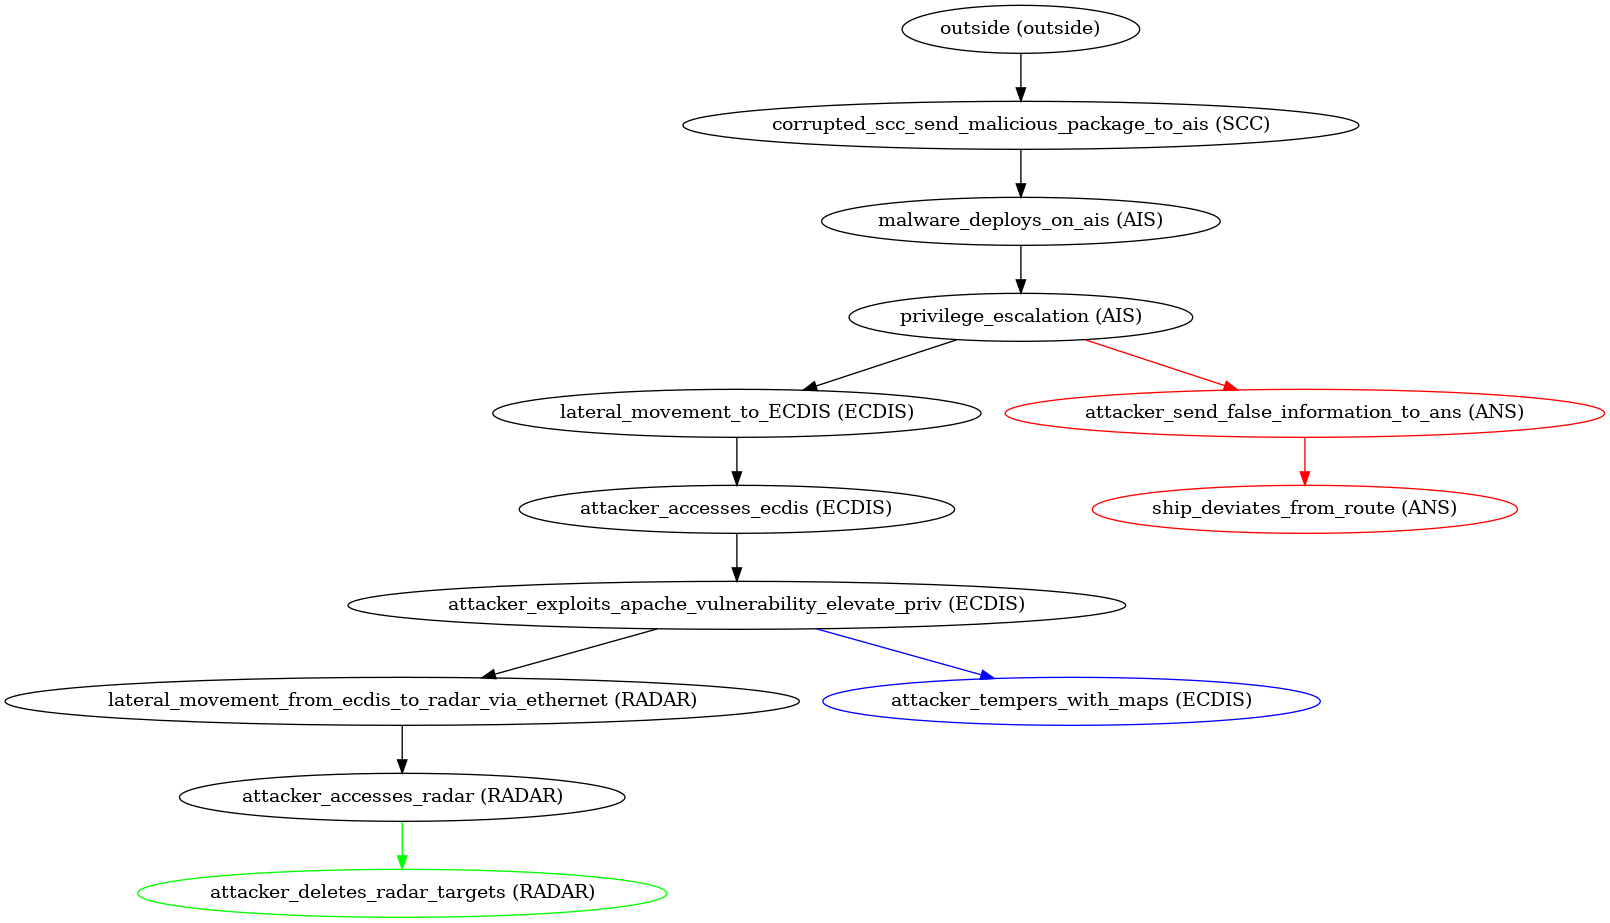 outside (outside)
corrupted_scc_send_malicious_package_to_ais (SCC)
malware_deploys_on_ais (AIS)
privilege_escalation (AIS)
lateral_movement_to_ECDIS (ECDIS)
attacker_send_false_information_to_ans (ANS)
attacker_accesses_ecdis (ECDIS)
ship_deviates_from_route (ANS)
attacker_exploits_apache_vulnerability_elevate_priv (ECDIS)
lateral_movement_from_ecdis_to_radar_via_ethernet (RADAR)
attacker_tempers_with_maps (ECDIS)
attacker_accesses_radar (RADAR)
attacker_deletes_radar_targets (RADAR)